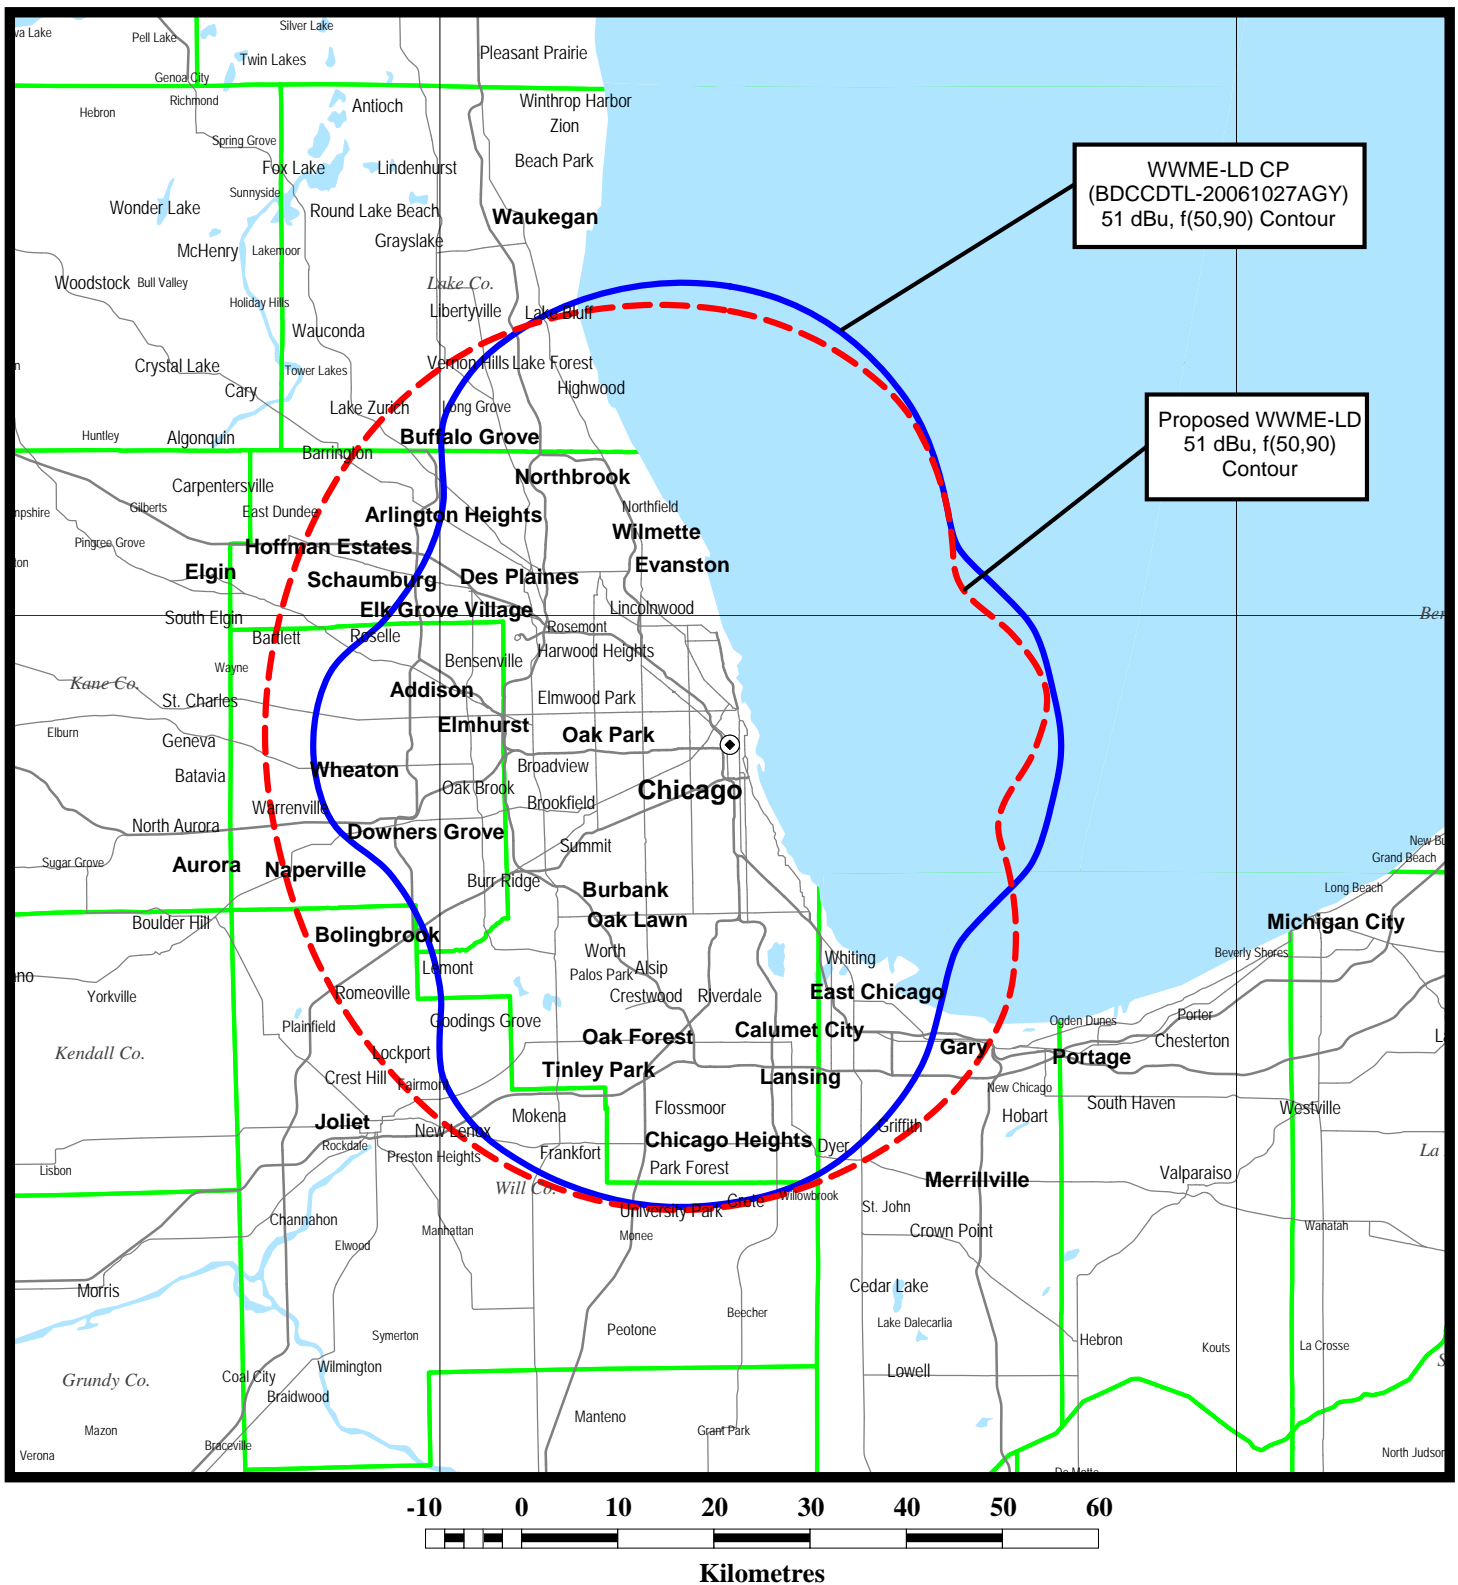 Silver Lake
Pell Lake
Pleasant Prairie
Twin Lakes
Genoa City
Richmond
Antioch
Winthrop Harbor
Hebron
Zion
Spring Grove
Beach Park
Fox Lake
Lindenhurst
WWME-LD CP
(BDCCDTL-20061027AGY)
51 dBu, f(50,90) Contour
Sunnyside
Wonder Lake
Round Lake Beach
Waukegan
Grayslake
McHenry
Lakemoor
Woodstock
Bull Valley
Lake Co.
Holiday Hills
Libertyville
Lake Bluff
Wauconda
Crystal Lake
Tower Lakes
Vernon Hills
Lake Forest
Cary
Highwood
Lake Zurich
Long Grove
Proposed WWME-LD
51 dBu, f(50,90)
Contour
Huntley
Algonquin
Buffalo Grove
Barrington
Northbrook
Carpentersville
Gilberts
East Dundee
Arlington Heights
Northfield
Wilmette
Pingree Grove
Hoffman Estates
Evanston
Elgin
Schaumburg
Des Plaines
Elk Grove Village
Lincolnwood
South Elgin
Rosemont
Bartlett
Roselle
Harwood Heights
Wayne
Bensenville
Kane Co.
St. Charles
Addison
Elmwood Park
Elburn
Geneva
Elmhurst
Oak Park
Batavia
Wheaton
Broadview
Oak Brook
Chicago
Warrenville
Brookfield
North Aurora
Downers Grove
Summit
Sugar Grove
Aurora
Naperville
Burr Ridge
Burbank
Grand Beach
Long Beach
Boulder Hill
Oak Lawn
Michigan City
Bolingbrook
Worth
Whiting
Beverly Shores
Lemont
Palos Park
Alsip
Yorkville
Romeoville
Crestwood
Riverdale
East Chicago
Plainfield
Goodings Grove
Oak Forest
Calumet City
Ogden Dunes
Porter
Chesterton
Kendall Co.
Lockport
Gary
Portage
Crest Hill
Fairmont
Tinley Park
Lansing
New Chicago
Joliet
Mokena
Flossmoor
Hobart
South Haven
Westville
New Lenox
Griffith
Rockdale
Preston Heights
Frankfort
Chicago Heights
Dyer
Lisbon
Park Forest
Merrillville
Valparaiso
Will Co.
University Park
Crete
Willowbrook
St. John
Channahon
Manhattan
Monee
Crown Point
Wanatah
Elwood
Morris
Cedar Lake
Beecher
Lake Dalecarlia
Symerton
Peotone
Hebron
Kouts
La Crosse
Grundy Co.
Coal City
Wilmington
Braidwood
Lowell
Manteno
Mazon
Grant Park
Verona
Braceville
North Judson
-10 0 10 20 30 40 50 60
Kilometres